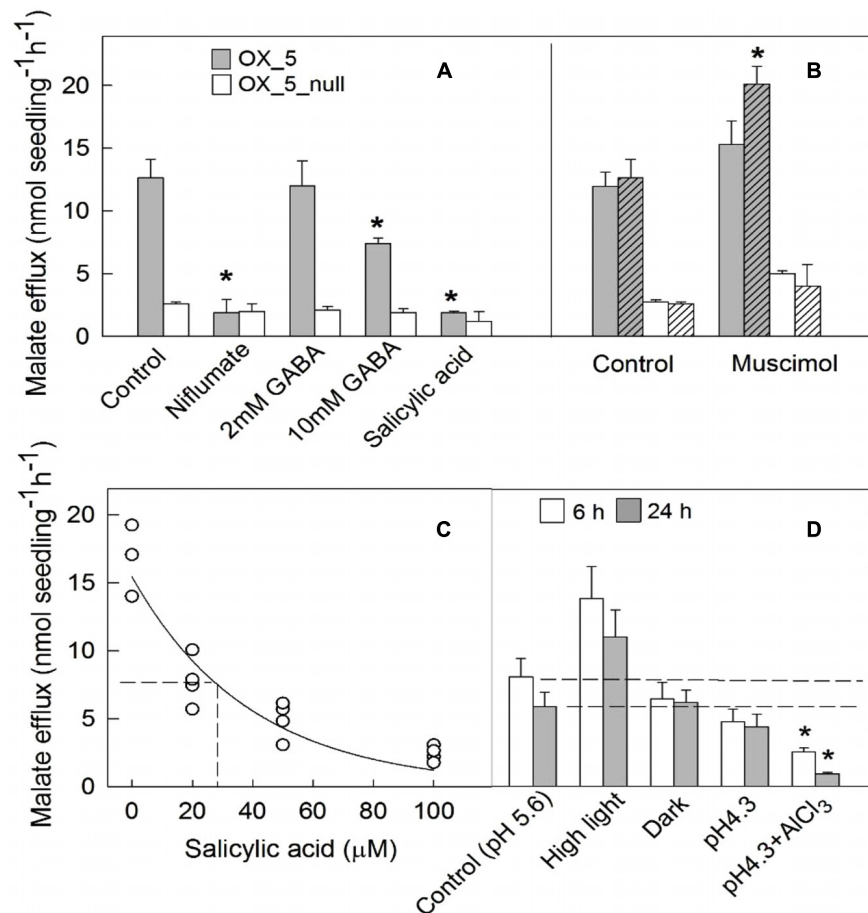 OX_5
OX_5_null
A
B
Malate efflux (nmol seedling⁻¹h⁻¹)
20
15
10
5
0
*
*
*
*
Control
Niflumate
2mM GABA
10mM GABA
Salicylic acid
Control
Muscimol
C
D
6 h
24 h
Malate efflux (nmol seedling⁻¹h⁻¹)
20
15
10
5
0
0 20 40 60 80 100
Salicylic acid (µM)
*
*
Control (pH 5.6)
High light
Dark
pH4.3
pH4.3+AlCl₃